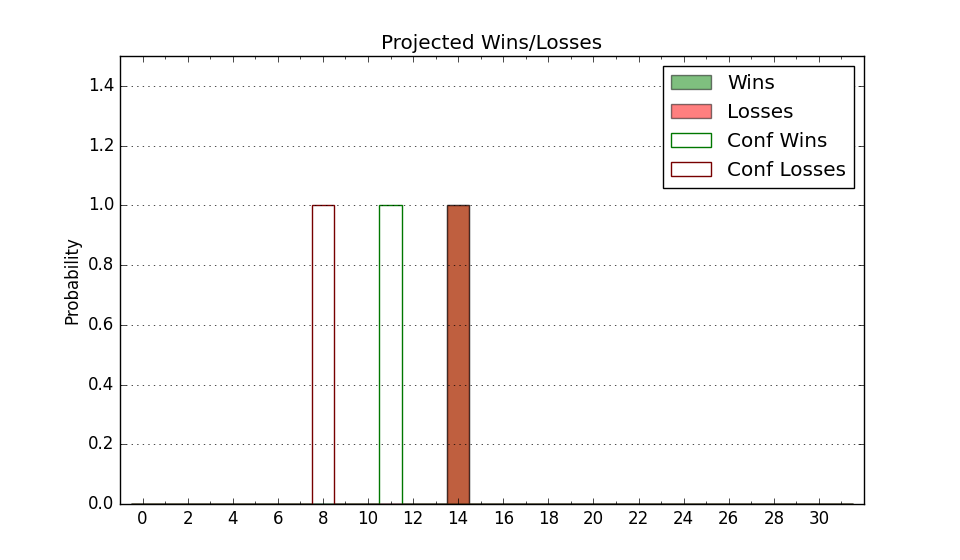 Projected Wins/Losses
1.4
1.2
1.0
0.8
0.6
0.4
0.2
0.0
Probability
Wins
Losses
Conf Wins
Conf Losses
0 2 4 6 8 10 12 14 16 18 20 22 24 26 28 30